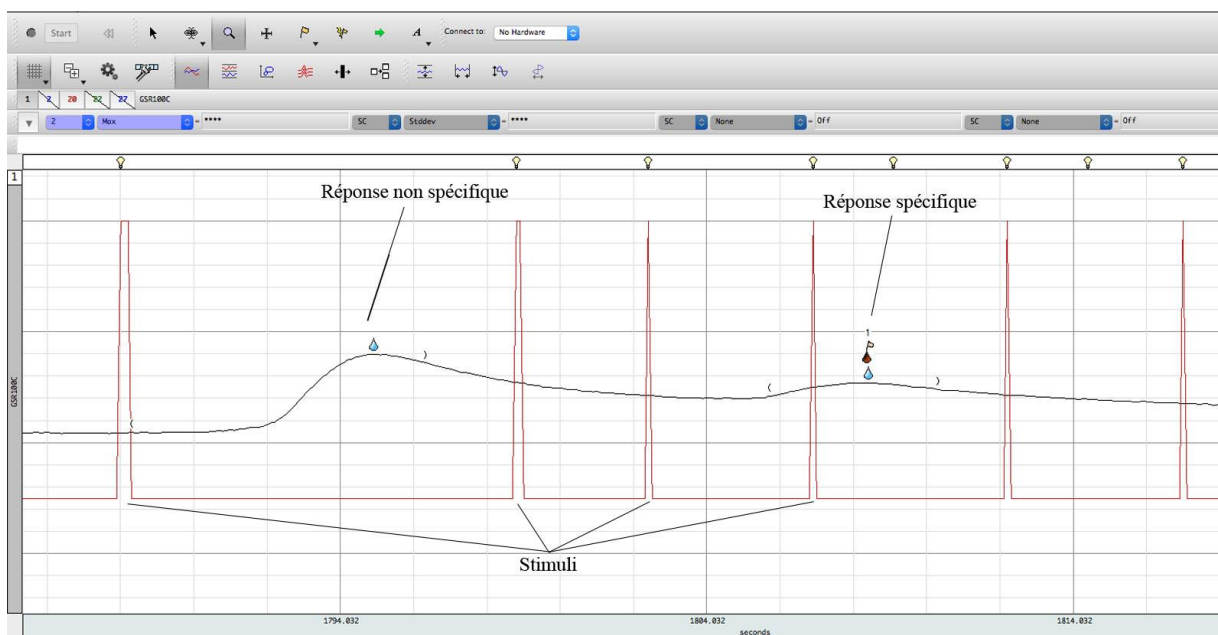 Start
A
Connect to: No Hardware
1 2 20 22 27 GSR100C
2 Max = **** SC Stddev = **** SC None = Off SC None = Off
1
Réponse non spécifique
Réponse spécifique
1
GSR100C
Stimuli
1794.032 1804.032 1814.032
seconds